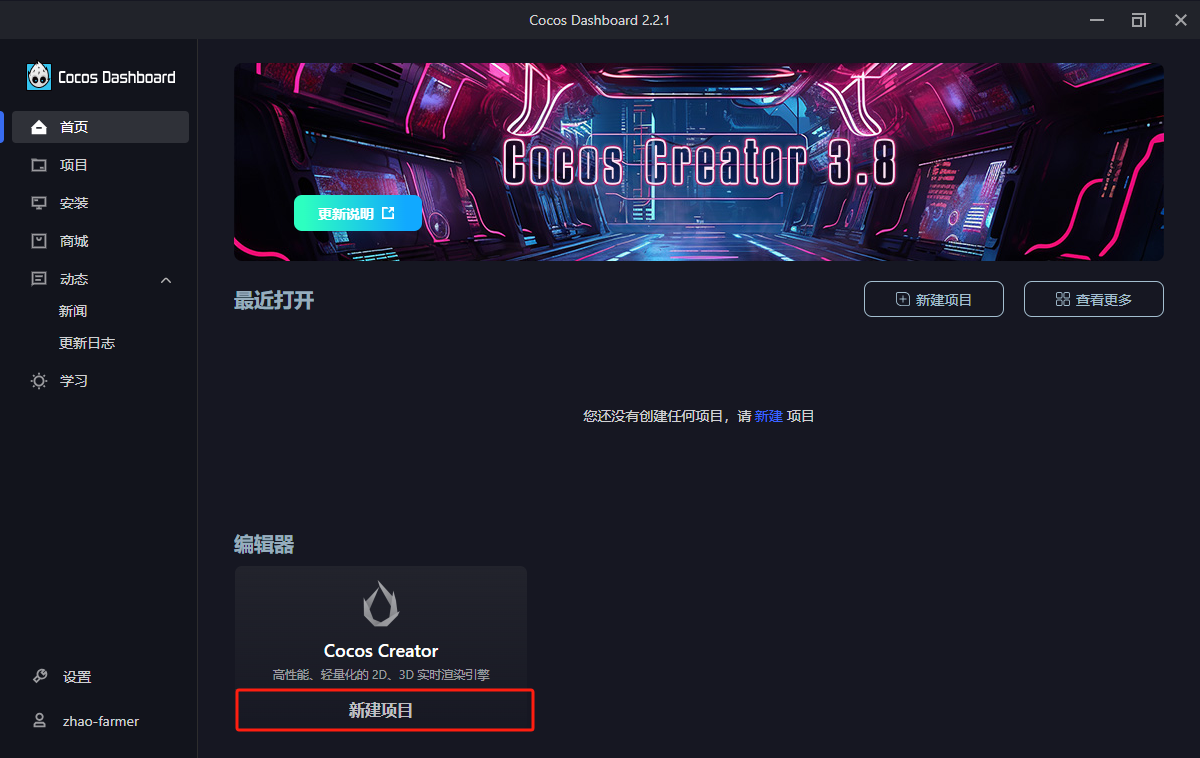 Cocos Dashboard 2.2.1
Cocos Dashboard
首页
项目
安装
商城
动态
新闻
更新日志
学习
设置
zhao-farmer
Cocos Creator 3.8
更新说明
最近打开
新建项目
查看更多
您还没有创建任何项目，请 新建 项目
编辑器
Cocos Creator
高性能、轻量化的 2D、3D 实时渲染引擎
新建项目